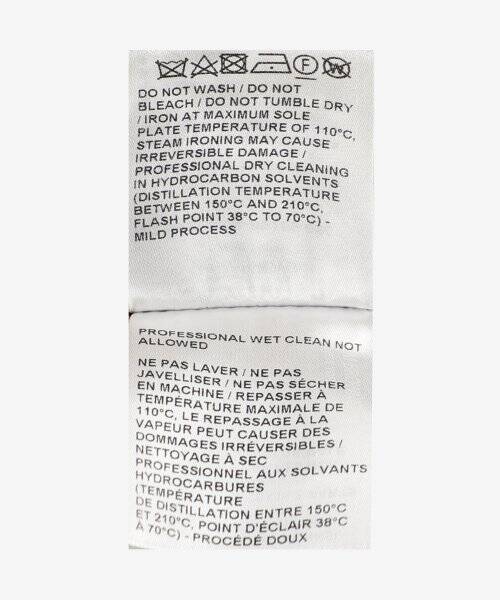 DO NOT WASH / DO NOT
BLEACH / DO NOT TUMBLE DRY
/ IRON AT MAXIMUM SOLE
PLATE TEMPERATURE OF 110°C,
STEAM IRONING MAY CAUSE
IRREVERSIBLE DAMAGE /
PROFESSIONAL DRY CLEANING
IN HYDROCARBON SOLVENTS
(DISTILLATION TEMPERATURE
BETWEEN 150°C AND 210°C,
FLASH POINT 38°C TO 70°C) -
MILD PROCESS
PROFESSIONAL WET CLEAN NOT
ALLOWED
NE PAS LAVER / NE PAS
JAVELLISER / NE PAS SÉCHER
EN MACHINE / REPASSER À
TEMPÉRATURE MAXIMALE DE
110°C, LE REPASSAGE À LA
VAPEUR PEUT CAUSER DES
DOMMAGES IRRÉVERSIBLES /
NETTOYAGE À SEC
PROFESSIONNEL AUX SOLVANTS
HYDROCARBURES
(TEMPÉRATURE
DE DISTILLATION ENTRE 150°C
ET 210°C, POINT D'ÉCLAIR 38°C
À 70°C) - PROCÉDÉ DOUX